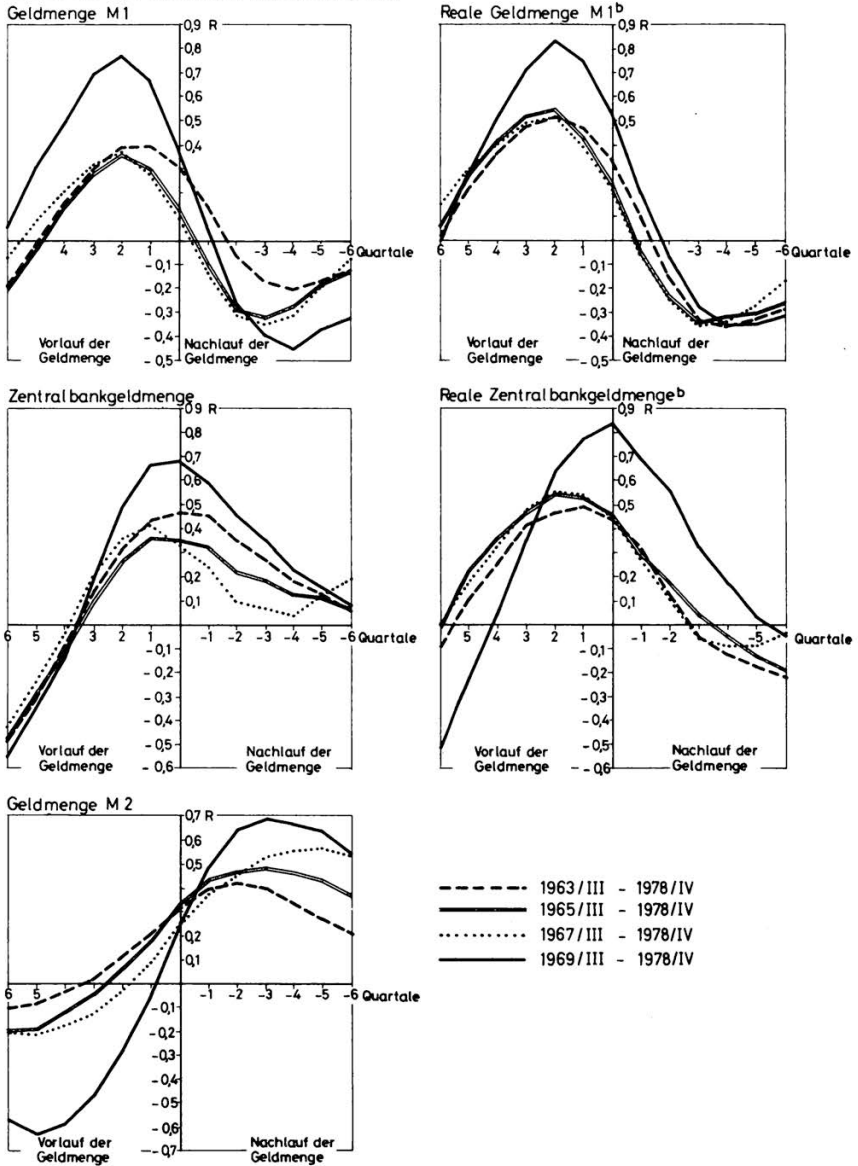 Geldmenge M1
0,9 R
0,8
0,7
0,6
0,5
0,4
6 5 4 3 2 1 -3 -4 -5 -6 Quartale
-0,1
-0,2
-0,3
-0,4
-0,5
Vorlauf der Geldmenge
Nachlauf der Geldmenge
Reale Geldmenge M1b
0,9 R
0,8
0,7
0,6
0,5
6 5 4 3 2 1 -1 -2 -3 -4 -5 -6 Quartale
-0,1
-0,2
-0,3
-0,4
-0,5
Vorlauf der Geldmenge
Nachlauf der Geldmenge
Zentralbankgeldmenge
0,9 R
0,8
0,7
0,6
0,5
0,4
0,2
0,1
6 5 4 3 2 1 -1 -2 -3 -4 -5 -6 Quartale
-0,1
-0,2
-0,3
-0,4
-0,5
-0,6
Vorlauf der Geldmenge
Nachlauf der Geldmenge
Reale Zentralbankgeldmengeb
0,9 R
0,8
0,7
0,6
0,5
0,2
0,1
6 5 4 3 2 1 -1 -2 -5 -6 Quartale
-0,1
-0,2
-0,3
-0,4
-0,5
-0,6
Vorlauf der Geldmenge
Nachlauf der Geldmenge
Geldmenge M2
0,7 R
0,6
0,5
0,2
0,1
6 5 4 3 2 1 -1 -2 -3 -4 -5 -6 Quartale
-0,1
-0,2
-0,3
-0,4
-0,5
-0,6
-0,7
Vorlauf der Geldmenge
Nachlauf der Geldmenge
1963/III - 1978/IV
1965/III - 1978/IV
1967/III - 1978/IV
1969/III - 1978/IV